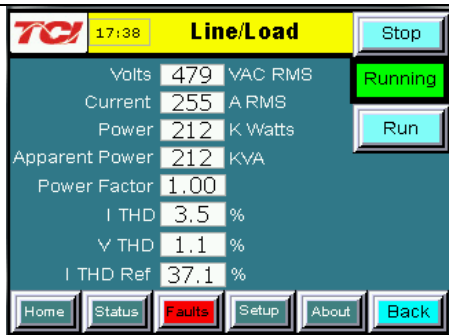 TCI 17:38 Line/Load Stop
Volts 479 VAC RMS Running
Current 255 A RMS
Power 212 K Watts Run
Apparent Power 212 KVA
Power Factor 1.00
I THD 3.5 %
V THD 1.1 %
I THD Ref 37.1 %
Home Status Faults Setup About Back